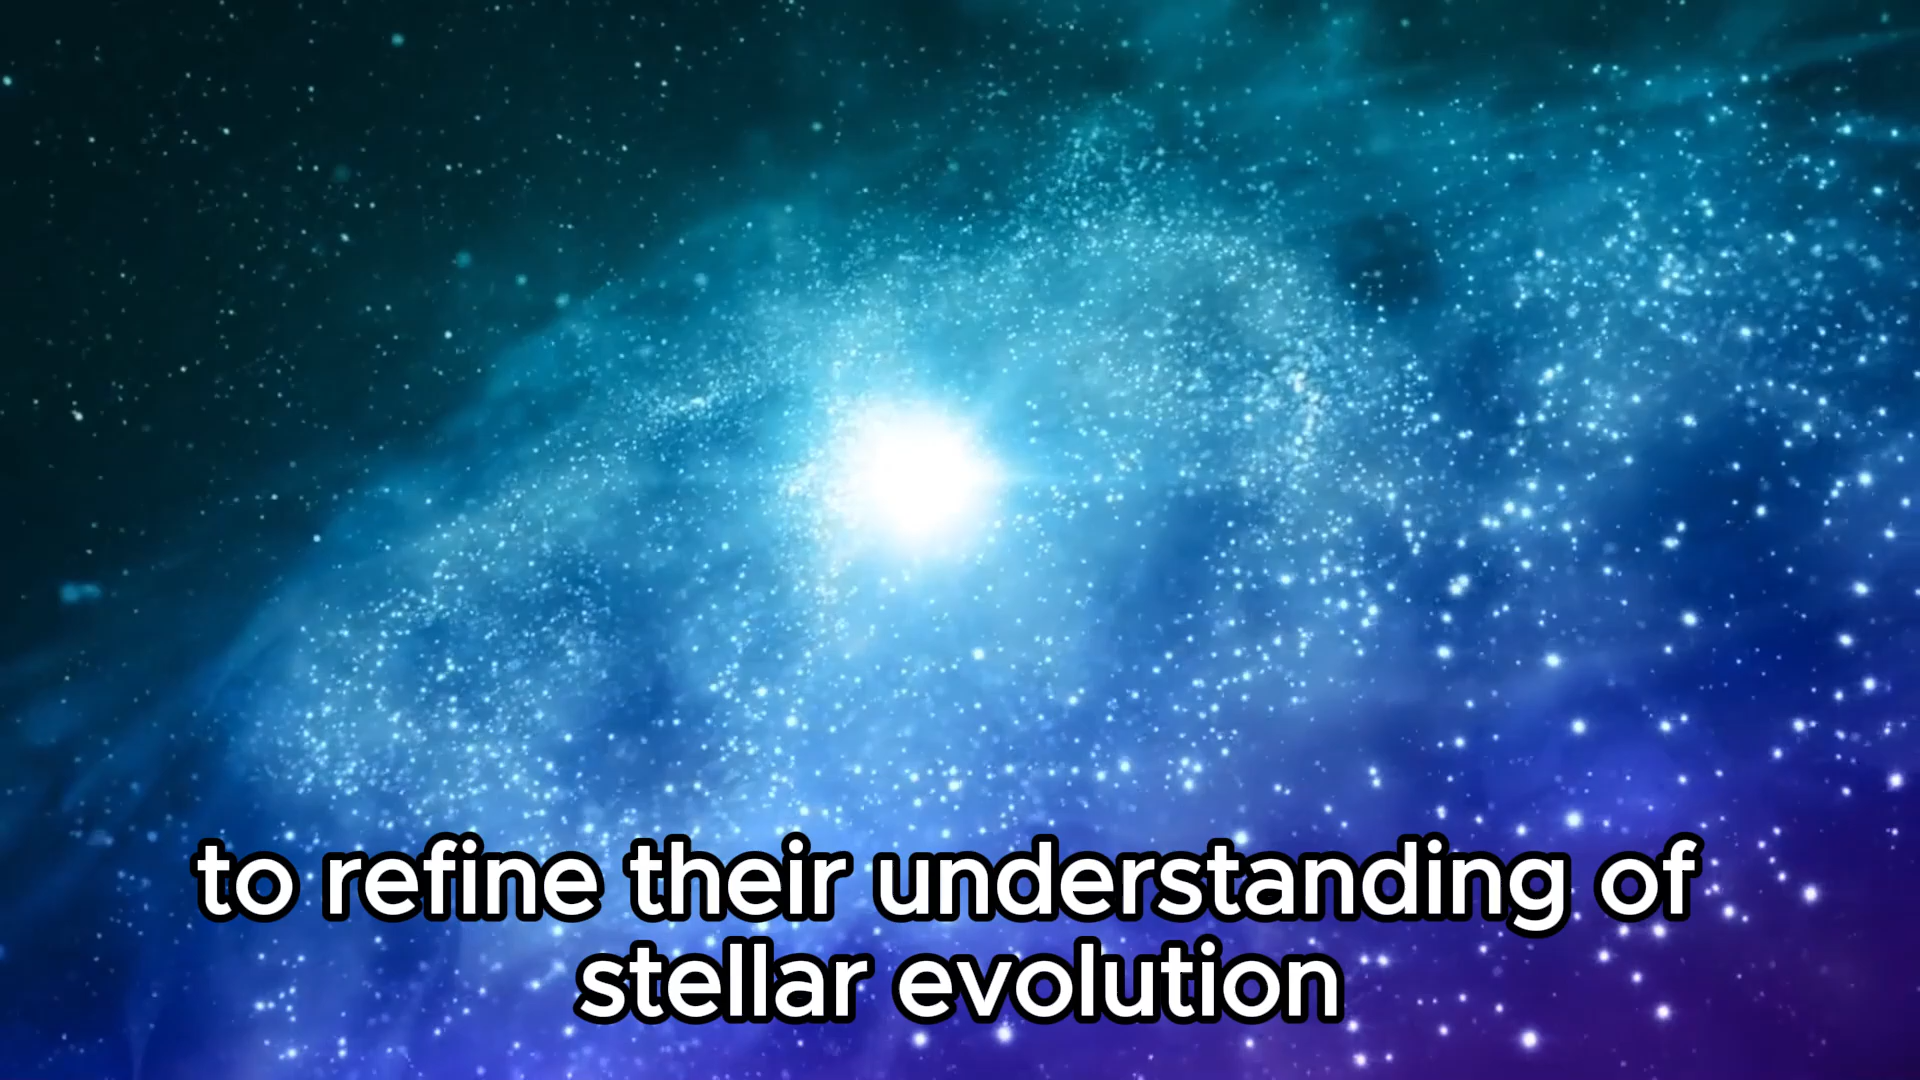 to refine their understanding of
stellar evolution